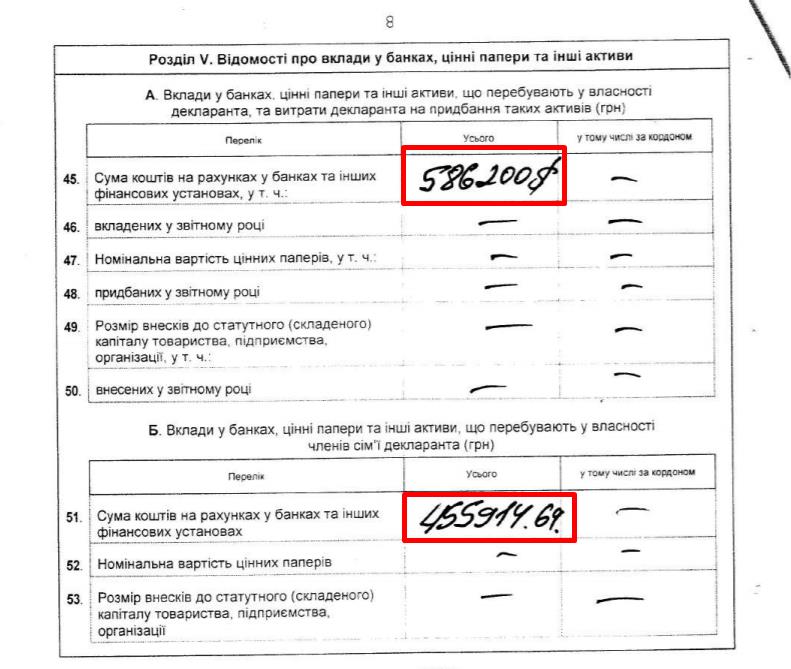 8
Розділ V. Відомості про вклади у банках, цінні папери та інші активи
А. Вклади у банках, цінні папери та інші активи, що перебувають у власності
декларанта, та витрати декларанта на придбання таких активів (грн)
Перелік Усього у тому числі за кордоном
45. Сума коштів на рахунках у банках та інших 586200$ —
фінансових установах, у т. ч.:
46. вкладених у звітному році — —
47. Номінальна вартість цінних паперів, у т. ч.: — —
48. придбаних у звітному році — —
49. Розмір внесків до статутного (складеного) — —
капіталу товариства, підприємства,
організації, у т. ч.:
50. внесених у звітному році — —
Б. Вклади у банках, цінні папери та інші активи, що перебувають у власності
членів сім'ї декларанта (грн)
Перелік Усього у тому числі за кордоном
51. Сума коштів на рахунках у банках та інших 455914.69. —
фінансових установах
52. Номінальна вартість цінних паперів — —
53. Розмір внесків до статутного (складеного) — —
капіталу товариства, підприємства,
організації